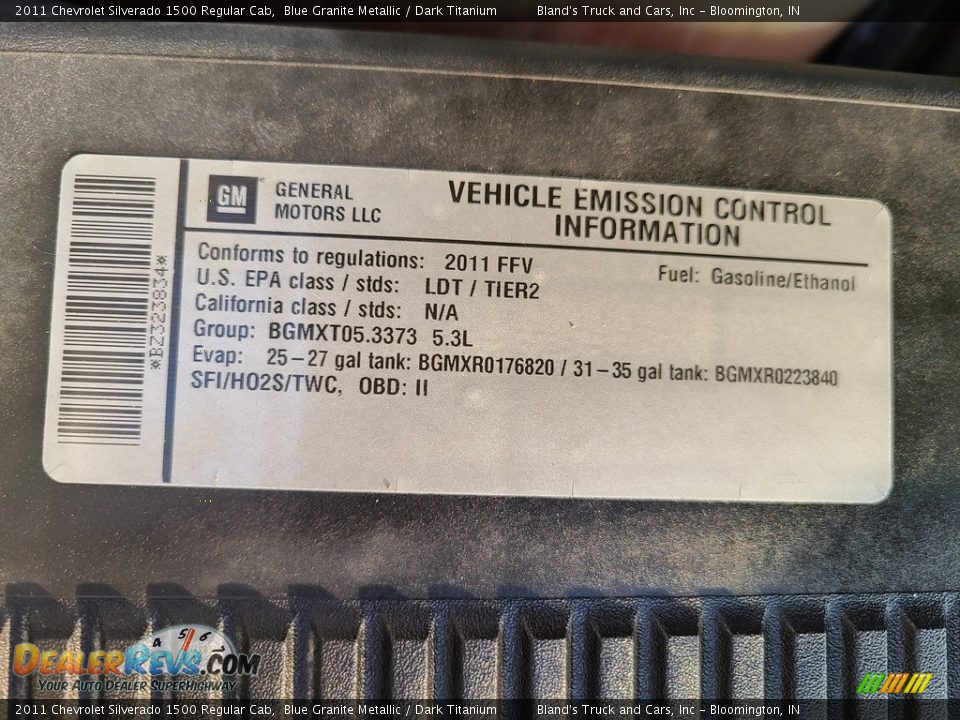 2011 Chevrolet Silverado 1500 Regular Cab, Blue Granite Metallic / Dark Titanium Bland's Truck and Cars, Inc - Bloomington, IN
GM GENERAL MOTORS LLC
VEHICLE EMISSION CONTROL
INFORMATION
Conforms to regulations: 2011 FFV
Fuel: Gasoline/Ethanol
U.S. EPA class / stds: LDT / TIER2
California class / stds: N/A
Group: BGMXT05.3373 5.3L
Evap: 25-27 gal tank: BGMXR0176820 / 31-35 gal tank: BGMXR0223840
SFI/HO2S/TWC, OBD: II
*BZ323834*
4 5 6
DEALERREVS.COM
YOUR AUTO DEALER SUPERHIGHWAY
2011 Chevrolet Silverado 1500 Regular Cab, Blue Granite Metallic / Dark Titanium Bland's Truck and Cars, Inc - Bloomington, IN